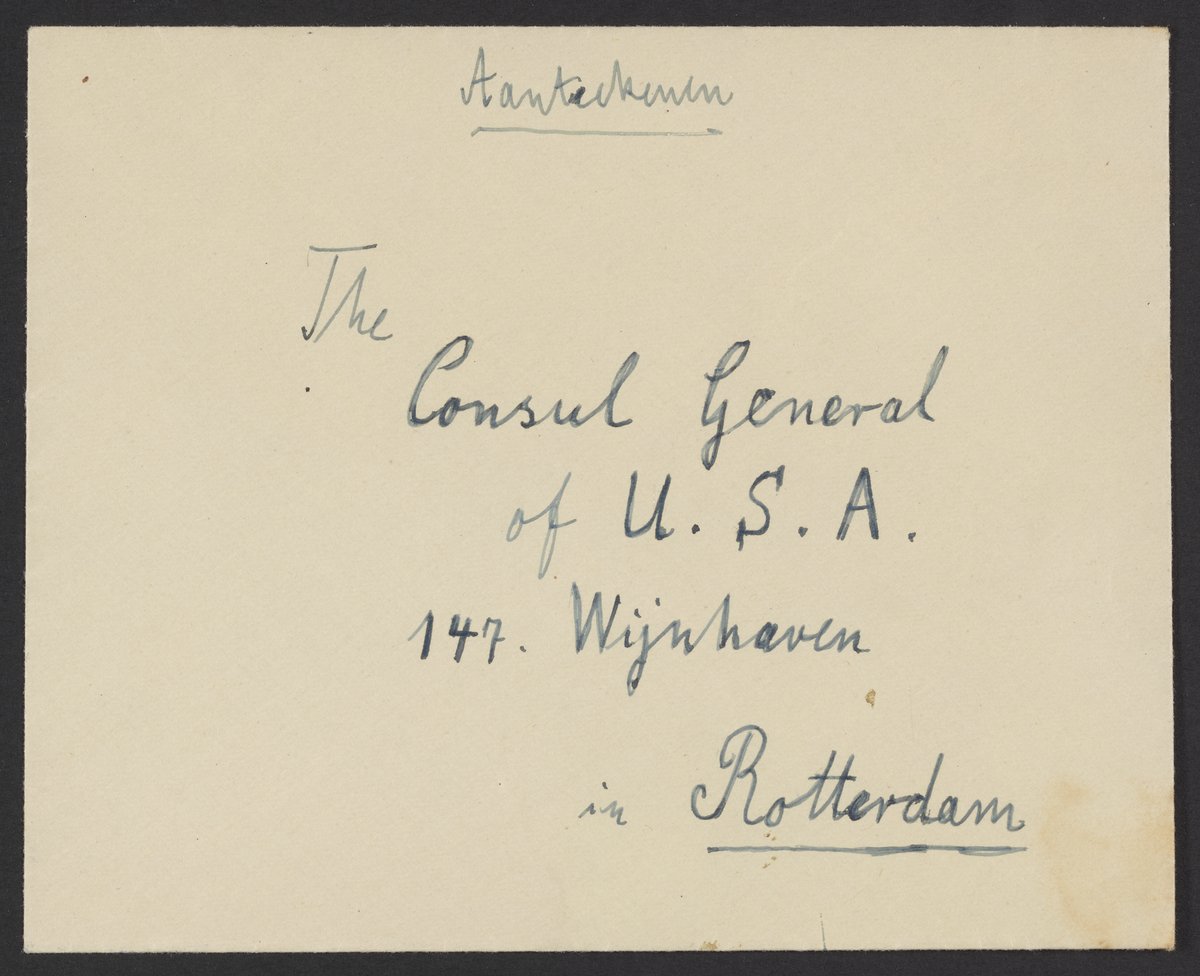 Aanteekenen
The
Consul General
of U. S. A.
147. Wijnhaven
in Rotterdam